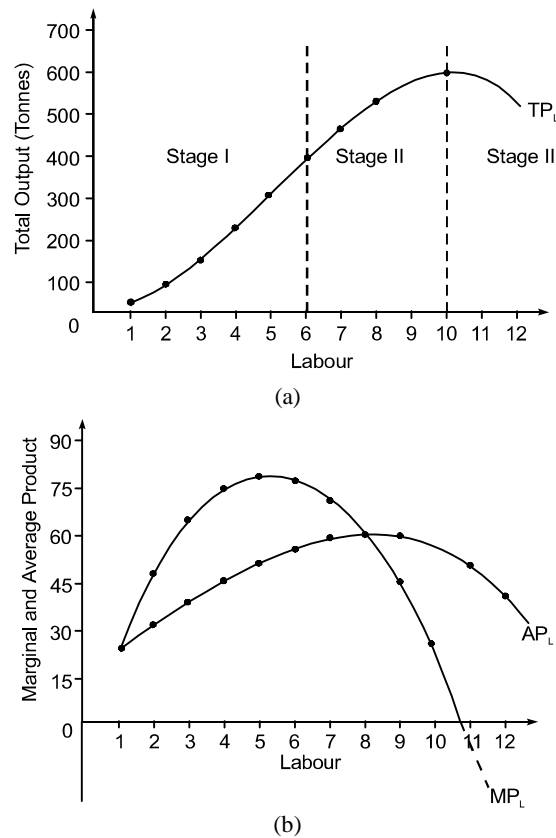 700
600
500
400
300
200
100
0
Total Output (Tonnes)
Stage I
Stage II
Stage II
TPL
1 2 3 4 5 6 7 8 9 10 11 12
Labour
(a)
90
75
60
45
30
15
0
Marginal and Average Product
APL
1 2 3 4 5 6 7 8 9 10 11 12
Labour
MPL
(b)